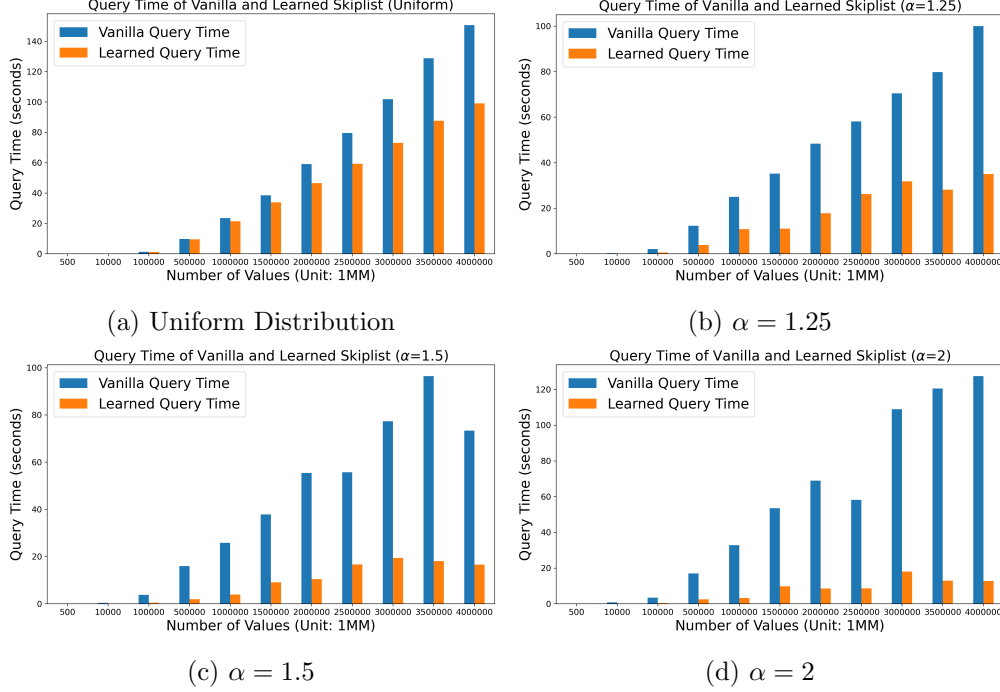 Query Time of Vanilla and Learned Skiplist (Uniform)
Vanilla Query Time
Learned Query Time
Query Time (seconds)
140
120
100
80
60
40
20
0
500 10000 100000 500000 1000000 1500000 2000000 2500000 3000000 3500000 4000000
Number of Values (Unit: 1MM)
(a) Uniform Distribution
Query Time of Vanilla and Learned Skiplist (α=1.25)
Vanilla Query Time
Learned Query Time
Query Time (seconds)
100
80
60
40
20
0
500 10000 100000 500000 1000000 1500000 2000000 2500000 3000000 3500000 4000000
Number of Values (Unit: 1MM)
(b) α = 1.25
Query Time of Vanilla and Learned Skiplist (α=1.5)
Vanilla Query Time
Learned Query Time
Query Time (seconds)
100
80
60
40
20
0
500 10000 100000 500000 1000000 1500000 2000000 2500000 3000000 3500000 4000000
Number of Values (Unit: 1MM)
(c) α = 1.5
Query Time of Vanilla and Learned Skiplist (α=2)
Vanilla Query Time
Learned Query Time
Query Time (seconds)
120
100
80
60
40
20
0
500 10000 100000 500000 1000000 1500000 2000000 2500000 3000000 3500000 4000000
Number of Values (Unit: 1MM)
(d) α = 2